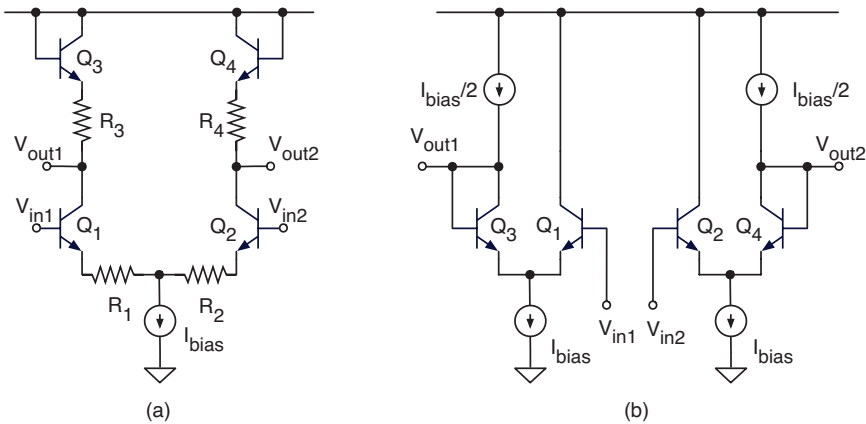 Q3 Q4
R3 R4
Vout1 Vout2
Vin1 Q1 Q2 Vin2
R1 R2
Ibias
(a)
Ibias/2 Ibias/2
Vout1 Vout2
Q3 Q1 Q2 Q4
Vin1 Vin2
Ibias Ibias
(b)